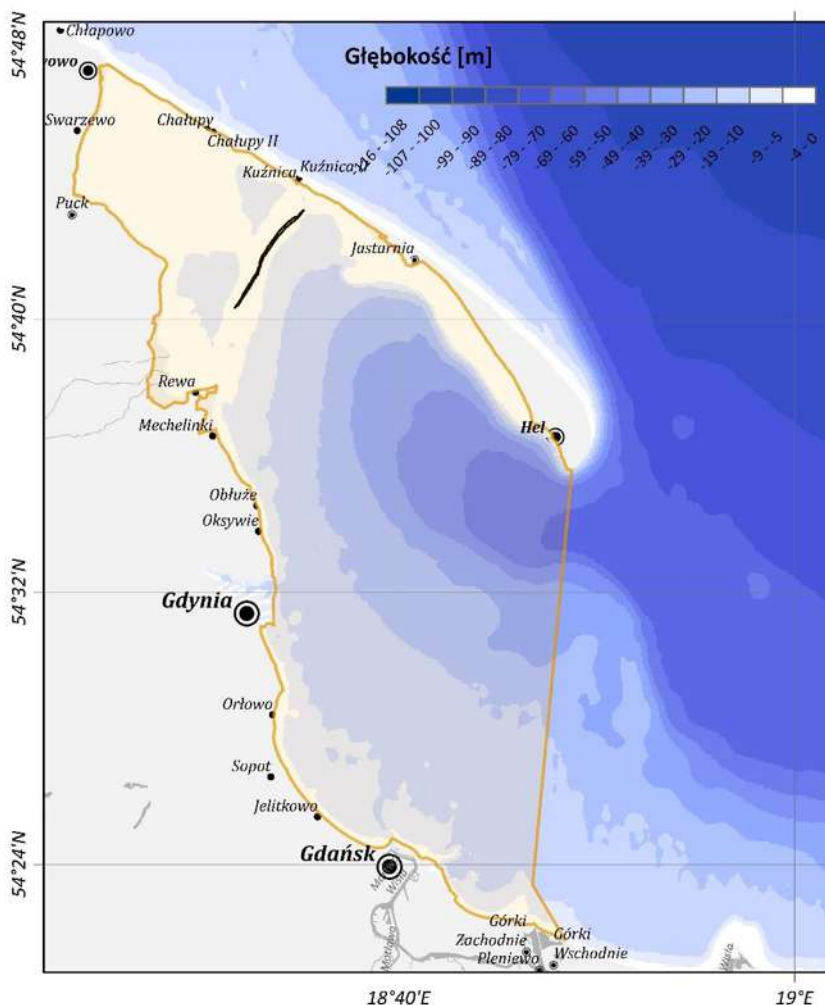 54°48'N
Chłapowo
Głębokość [m]
-116 - -108
-107 - -100
-99 - -90
-89 - -80
-79 - -70
-69 - -60
-59 - -50
-49 - -40
-39 - -30
-29 - -20
-19 - -10
-9 - -5
-4 - 0
Swarzewo
Chałupy
Chałupy II
Kuźnica
Puck
Jastarnia
54°40'N
Rewa
Mechelinki
Hel
Obłuże
Oksywie
54°32'N
Gdynia
Orłowo
Sopot
Jelitkowo
54°24'N
Gdańsk
Wisła
Motława
Górki
Zachodnie
Górki
Wschodnie
Pleniewo
Wisła
18°40'E
19°E